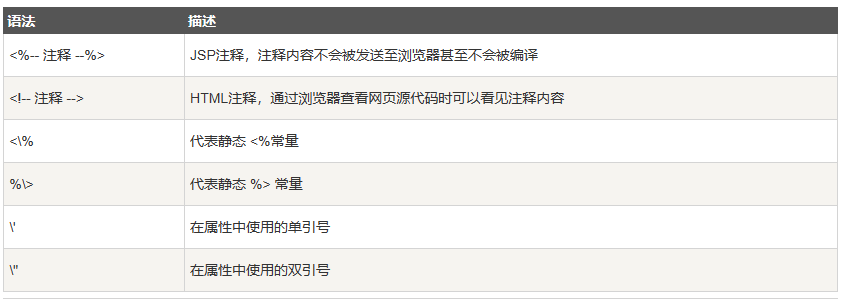 语法 描述
<%-- 注释 --%> JSP注释，注释内容不会被发送至浏览器甚至不会被编译
<!-- 注释 --> HTML注释，通过浏览器查看网页源代码时可以看见注释内容
<\% 代表静态 <%常量
%\> 代表静态 %> 常量
\' 在属性中使用的单引号
\" 在属性中使用的双引号